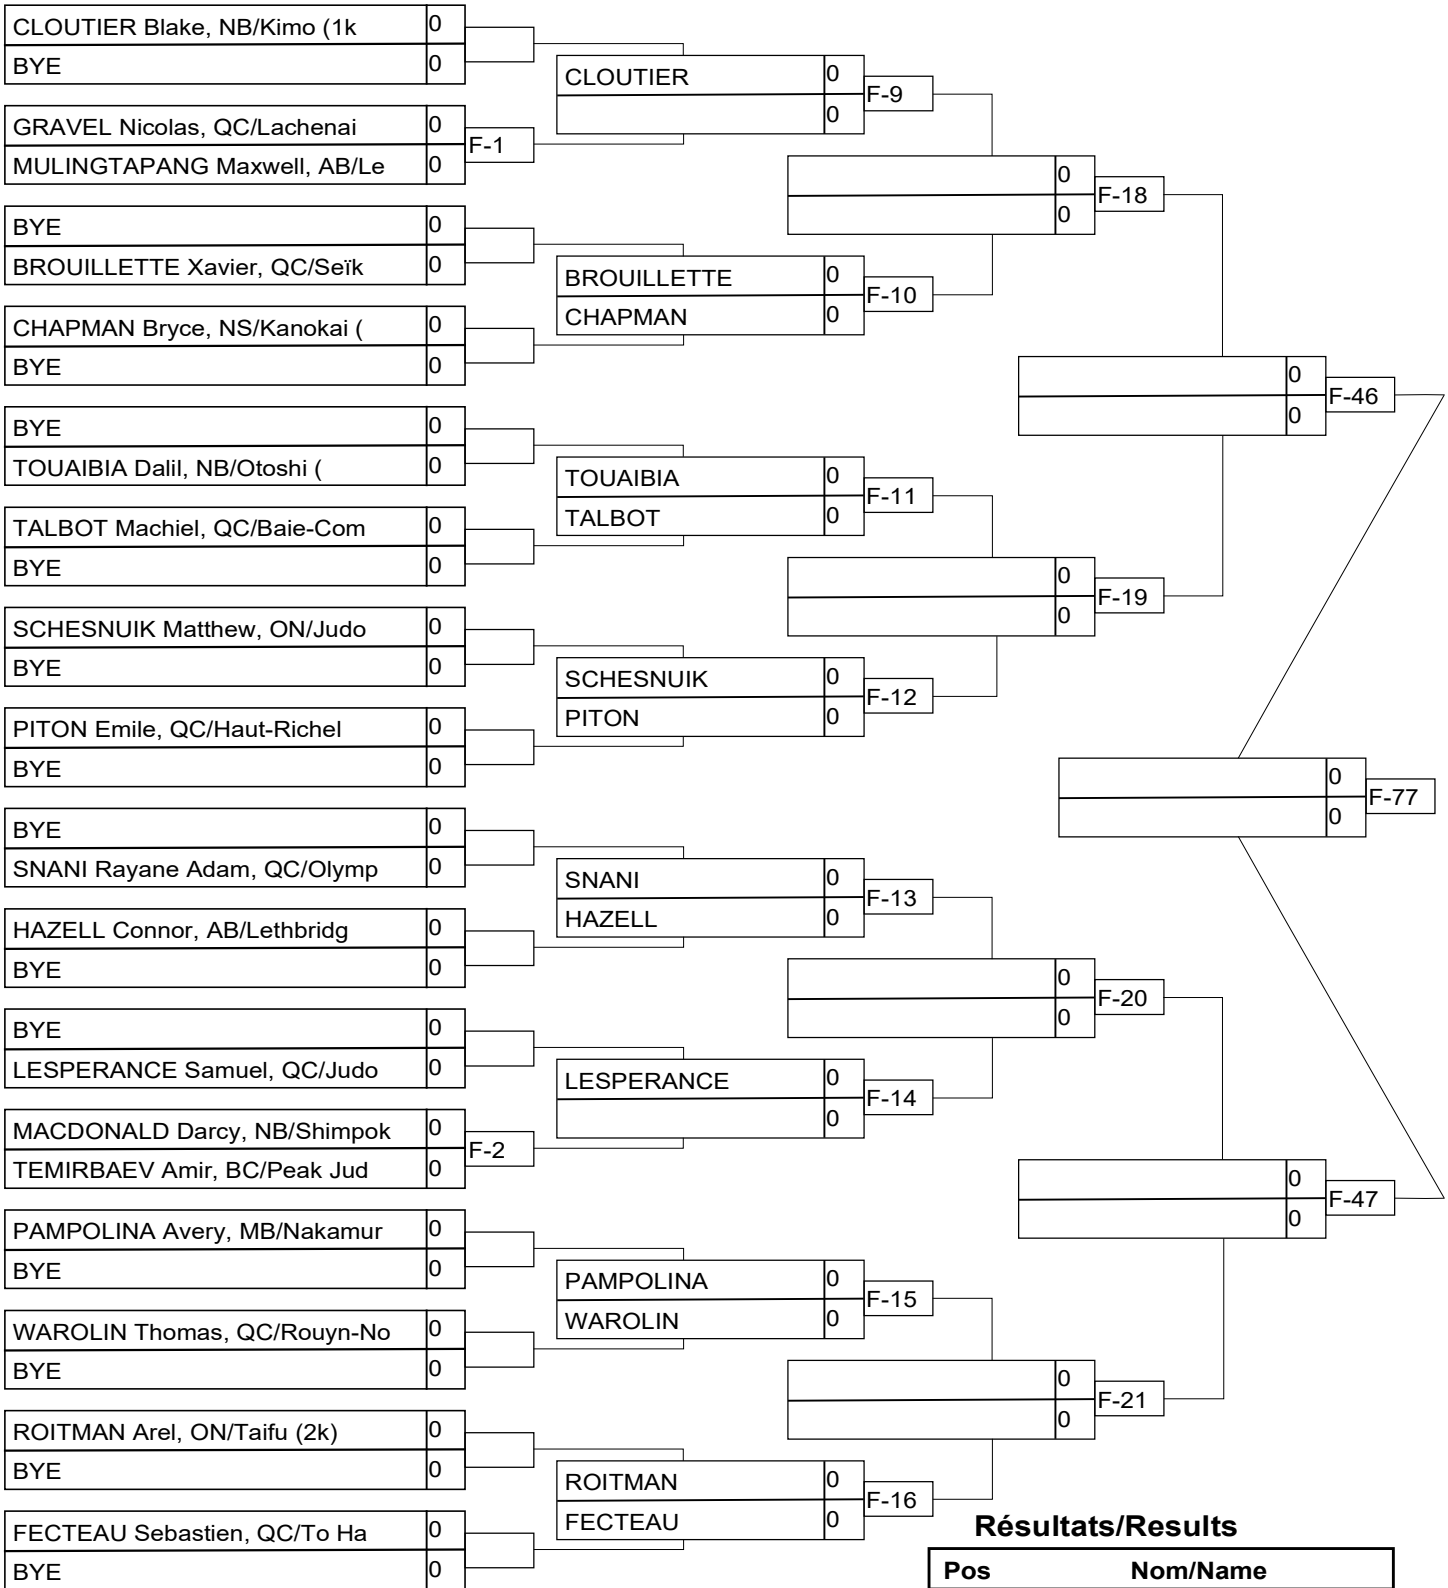 CLOUTIER Blake, NB/Kimo (1k 0
BYE 0
GRAVEL Nicolas, QC/Lachenai 0
MULINGTAPANG Maxwell, AB/Le 0
F-1
BYE 0
BROUILLETTE Xavier, QC/Seïk 0
CHAPMAN Bryce, NS/Kanokai ( 0
BYE 0
BYE 0
TOUAIBIA Dalil, NB/Otoshi ( 0
TALBOT Machiel, QC/Baie-Com 0
BYE 0
SCHESNUIK Matthew, ON/Judo 0
BYE 0
PITON Emile, QC/Haut-Richel 0
BYE 0
BYE 0
SNANI Rayane Adam, QC/Olymp 0
HAZELL Connor, AB/Lethbridg 0
BYE 0
BYE 0
LESPERANCE Samuel, QC/Judo 0
MACDONALD Darcy, NB/Shimpok 0
TEMIRBAEV Amir, BC/Peak Jud 0
F-2
PAMPOLINA Avery, MB/Nakamur 0
BYE 0
WAROLIN Thomas, QC/Rouyn-No 0
BYE 0
ROITMAN Arel, ON/Taifu (2k) 0
BYE 0
FECTEAU Sebastien, QC/To Ha 0
BYE 0
CLOUTIER 0
0
F-9
BROUILLETTE 0
CHAPMAN 0
F-10
TOUAIBIA 0
TALBOT 0
F-11
SCHESNUIK 0
PITON 0
F-12
SNANI 0
HAZELL 0
F-13
LESPERANCE 0
0
F-14
PAMPOLINA 0
WAROLIN 0
F-15
ROITMAN 0
FECTEAU 0
F-16
0
0
F-18
0
0
F-19
0
0
F-20
0
0
F-21
0
0
F-46
0
0
F-47
0
0
F-77
Résultats/Results
Pos Nom/Name